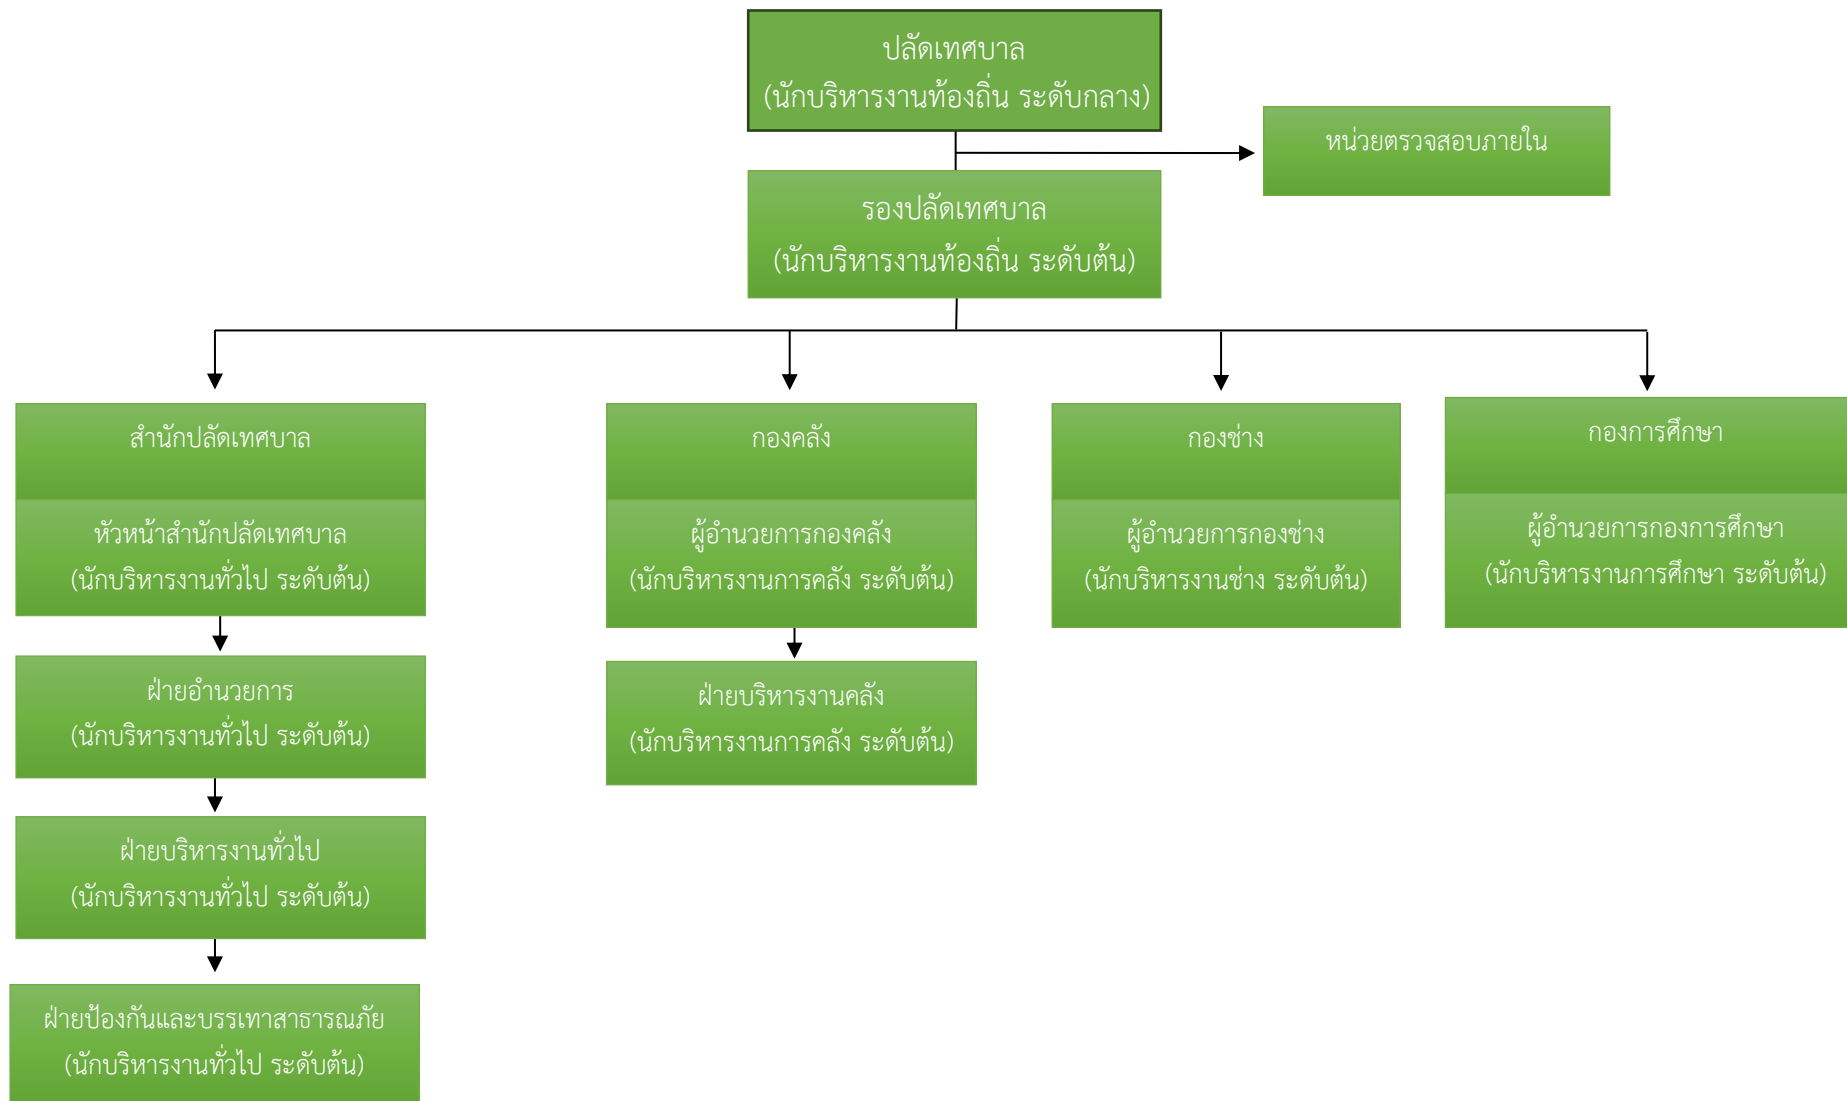 ปลัดเทศบาล
(นักบริหารงานท้องถิ่น ระดับกลาง)
หน่วยตรวจสอบภายใน
รองปลัดเทศบาล
(นักบริหารงานท้องถิ่น ระดับต้น)
สำนักปลัดเทศบาล
หัวหน้าสำนักปลัดเทศบาล
(นักบริหารงานทั่วไป ระดับต้น)
ฝ่ายอำนวยการ
(นักบริหารงานทั่วไป ระดับต้น)
ฝ่ายบริหารงานทั่วไป
(นักบริหารงานทั่วไป ระดับต้น)
ฝ่ายป้องกันและบรรเทาสาธารณภัย
(นักบริหารงานทั่วไป ระดับต้น)
กองคลัง
ผู้อำนวยการกองคลัง
(นักบริหารงานการคลัง ระดับต้น)
ฝ่ายบริหารงานคลัง
(นักบริหารงานการคลัง ระดับต้น)
กองช่าง
ผู้อำนวยการกองช่าง
(นักบริหารงานช่าง ระดับต้น)
กองการศึกษา
ผู้อำนวยการกองการศึกษา
(นักบริหารงานการศึกษา ระดับต้น)